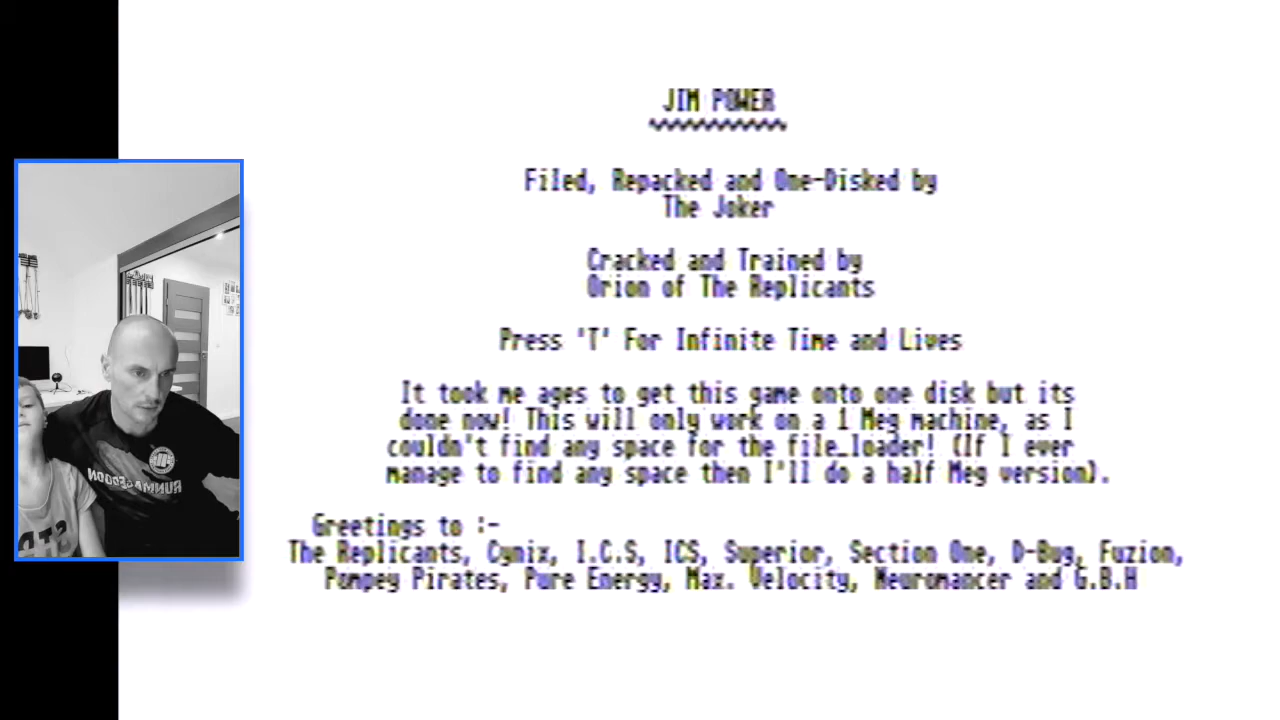 JIM POWER
Filed, Repacked and One-Disked by
The Joker
Cracked and Trained by
Orion of The Replicants
Press 'T' For Infinite Time and Lives
It took me ages to get this game onto one disk but its
done now! This will only work on a 1 Meg machine, as I
couldn't find any space for the file_loader! (If I ever
manage to find any space then I'll do a half Meg version).
Greetings to :-
The Replicants, Cynix, I.C.S, ICS, Superior, Section One, D-Bug, Fuzion,
Pompey Pirates, Pure Energy, Max. Velocity, Neuromancer and G.B.H
RUNMAGEDDON